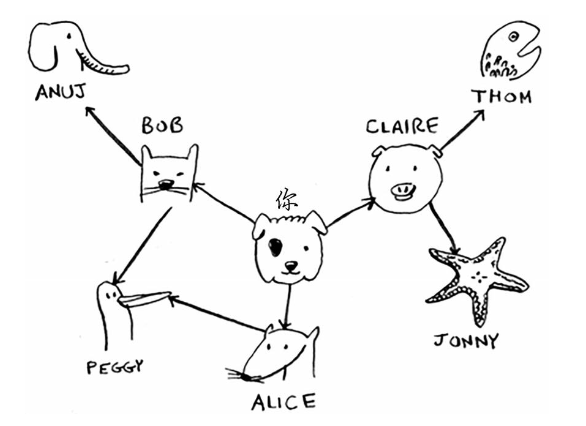 ANUJ
THOM
BOB
CLAIRE
你
PEGGY
JONNY
ALICE